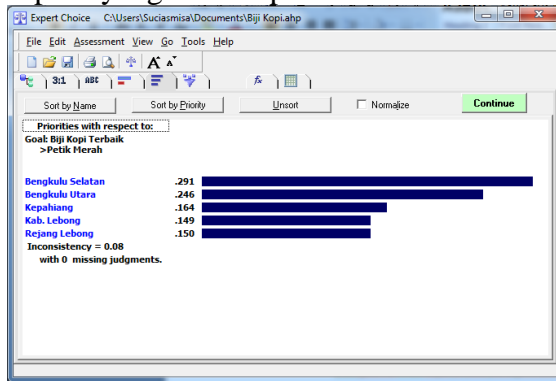 Expert Choice C:\Users\Suciasmisa\Documents\Biji Kopi.ahp
File Edit Assessment View Go Tools Help
A A
3:1 ABC fx
Sort by Name Sort by Priority Unsort Normalize Continue
Priorities with respect to:
Goal: Biji Kopi Terbaik
>Petik Merah
Bengkulu Selatan .291
Bengkulu Utara .246
Kepahiang .164
Kab. Lebong .149
Rejang Lebong .150
Inconsistency = 0.08
with 0 missing judgments.